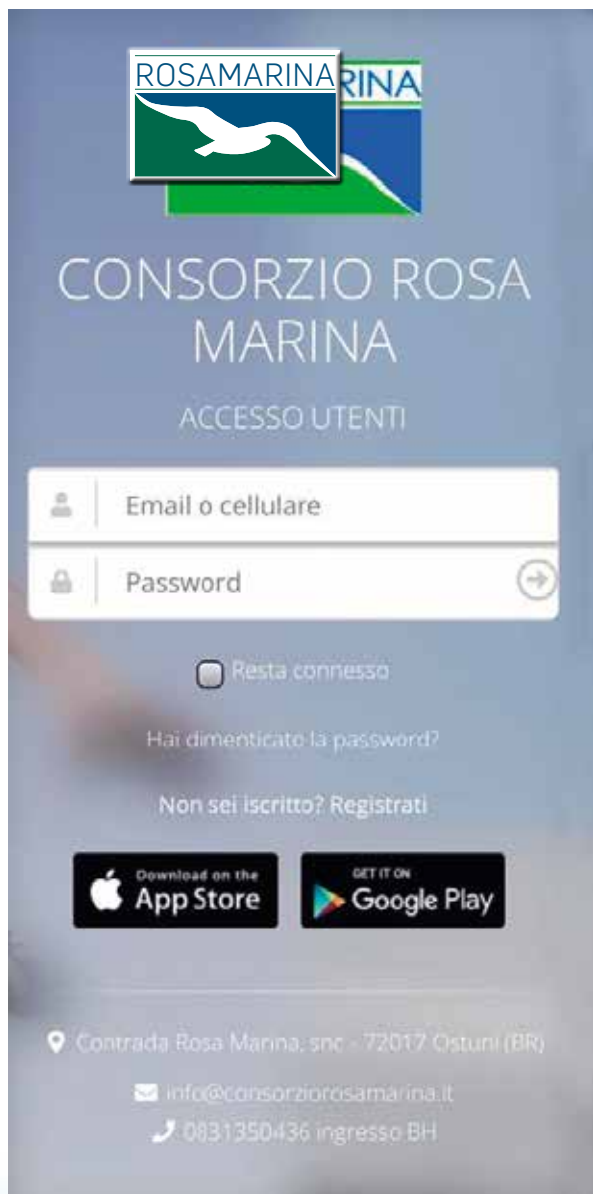 ROSAMARINA
RINA
CONSORZIO ROSA
MARINA
ACCESSO UTENTI
Email o cellulare
Password
Resta connesso
Hai dimenticato la password?
Non sei iscritto? Registrati
Download on the
App Store
GET IT ON
Google Play
Contrada Rosa Marina, snc - 72017 Ostuni (BR)
info@consorziorosamarina.it
0831350436 ingresso BH